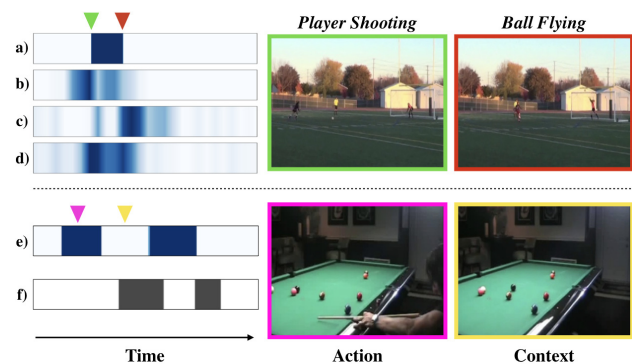 Player Shooting Ball Flying
a)
b)
c)
d)
e)
f)
Time Action Context